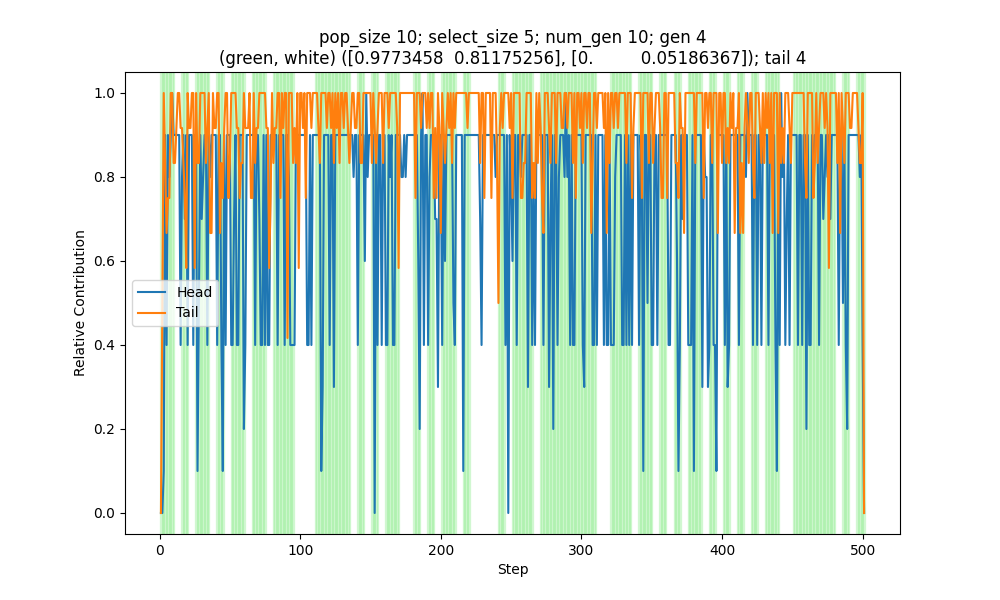 pop_size 10; select_size 5; num_gen 10; gen 4
(green, white) ([0.9773458  0.81175256], [0.         0.05186367]); tail 4
1.0
0.8
0.6
0.4
0.2
0.0
Relative Contribution
Head
Tail
0 100 200 300 400 500
Step